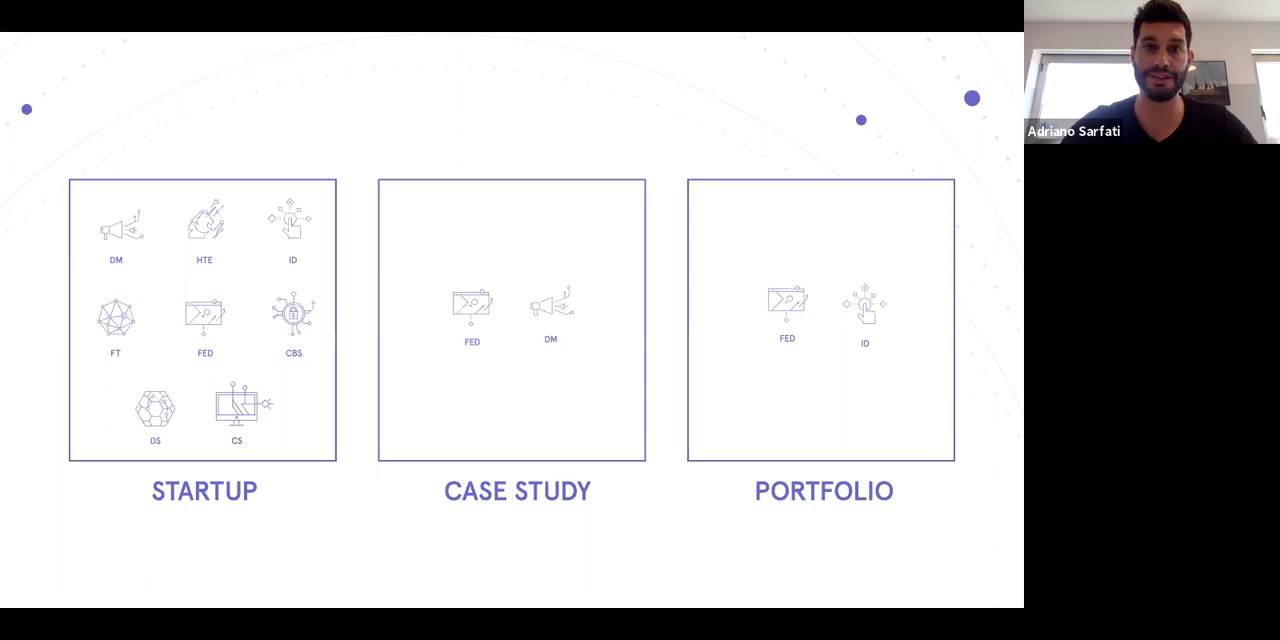 Adriano Sarfati
DM
HTE
ID
FT
FED
CBS
DS
CS
STARTUP
FED
DM
CASE STUDY
FED
ID
PORTFOLIO